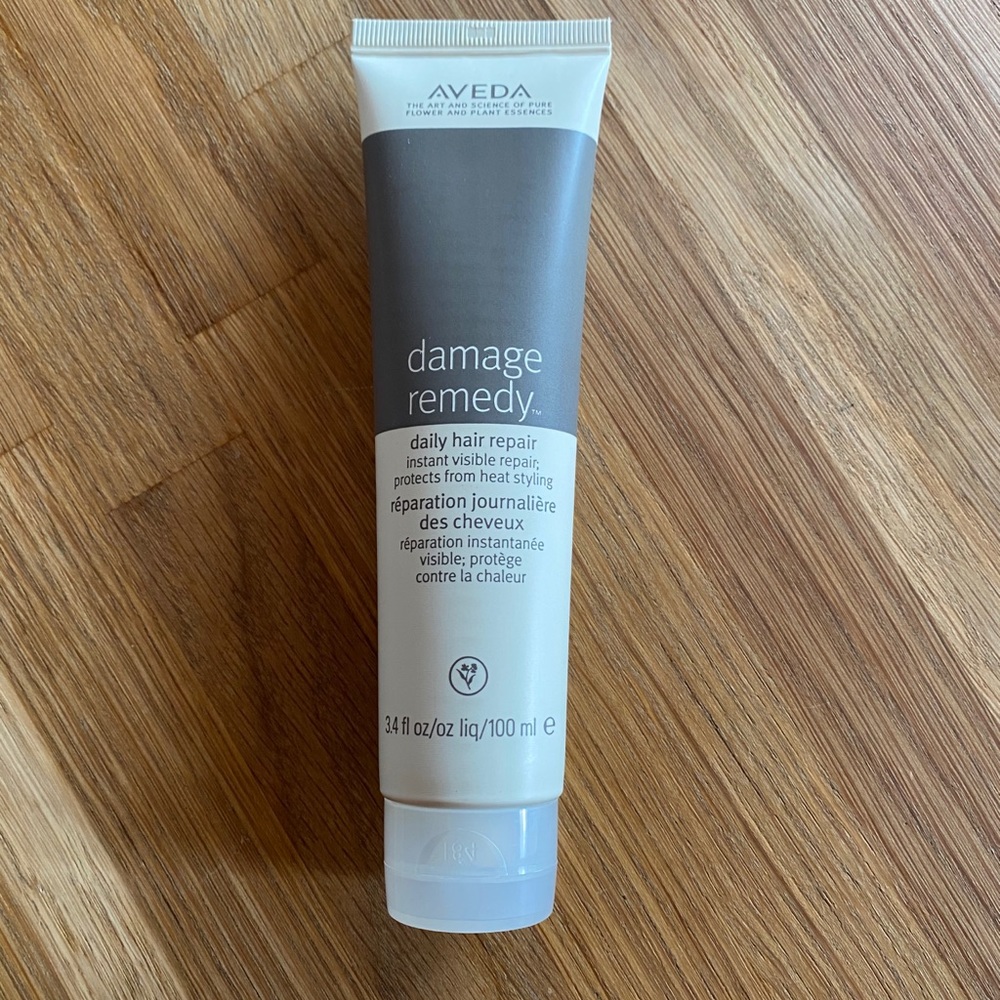 AVEDA
THE ART AND SCIENCE OF PURE
FLOWER AND PLANT ESSENCES
damage
remedy™
daily hair repair
instant visible repair;
protects from heat styling
réparation journalière
des cheveux
réparation instantanée
visible; protège
contre la chaleur
3.4 fl oz/oz liq/100 ml ℮